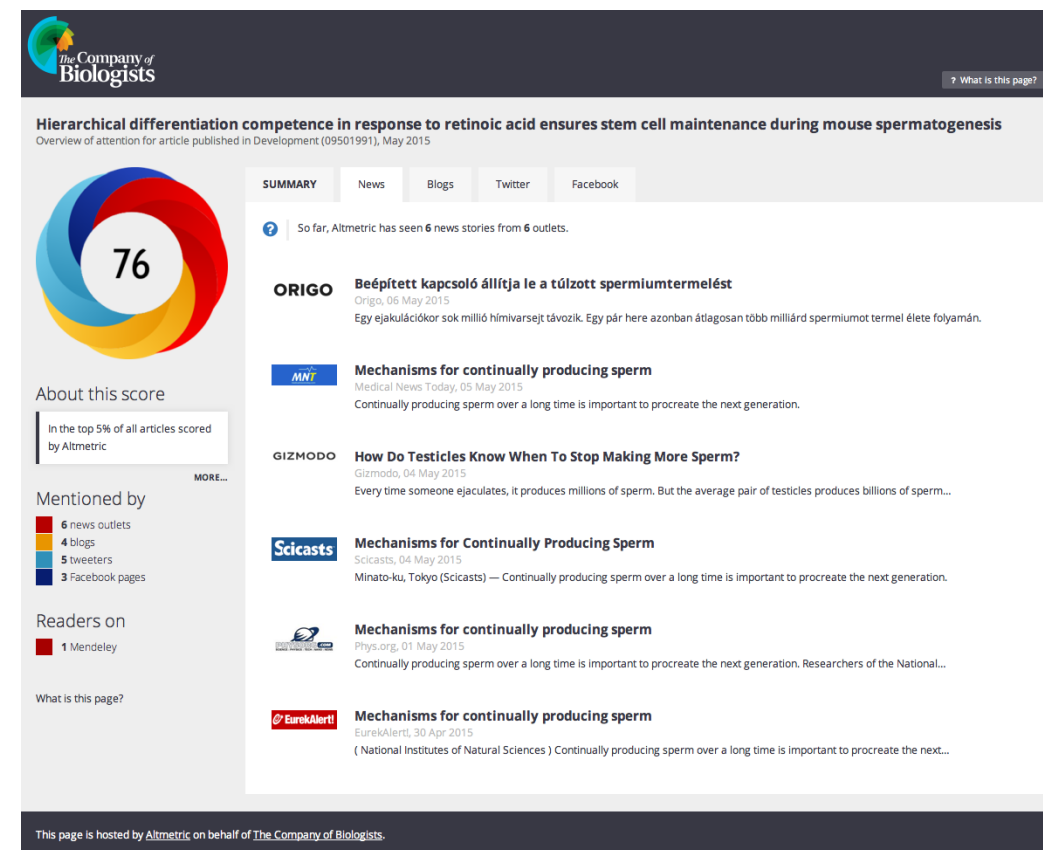 The Company of
Biologists
? What is this page?
Hierarchical differentiation competence in response to retinoic acid ensures stem cell maintenance during mouse spermatogenesis
Overview of attention for article published in Development (09501991), May 2015
76
SUMMARY News Blogs Twitter Facebook
? So far, Altmetric has seen 6 news stories from 6 outlets.
ORIGO
Beépített kapcsoló állítja le a túlzott spermiumtermelést
Origo, 06 May 2015
Egy ejakulációkor sok millió hímivarsejt távozik. Egy pár here azonban átlagosan több milliárd spermiumot termel élete folyamán.
MNT
Mechanisms for continually producing sperm
Medical News Today, 05 May 2015
Continually producing sperm over a long time is important to procreate the next generation.
GIZMODO
How Do Testicles Know When To Stop Making More Sperm?
Gizmodo, 04 May 2015
Every time someone ejaculates, it produces millions of sperm. But the average pair of testicles produces billions of sperm...
Scicasts
Mechanisms for Continually Producing Sperm
Scicasts, 04 May 2015
Minato-ku, Tokyo (Scicasts) — Continually producing sperm over a long time is important to procreate the next generation.
Mechanisms for continually producing sperm
Phys.org, 01 May 2015
Continually producing sperm over a long time is important to procreate the next generation. Researchers of the National...
EurekAlert!
Mechanisms for continually producing sperm
EurekAlert!, 30 Apr 2015
( National Institutes of Natural Sciences ) Continually producing sperm over a long time is important to procreate the next...
About this score
In the top 5% of all articles scored
by Altmetric
MORE...
Mentioned by
6 news outlets
4 blogs
5 tweeters
3 Facebook pages
Readers on
1 Mendeley
What is this page?
This page is hosted by Altmetric on behalf of The Company of Biologists.